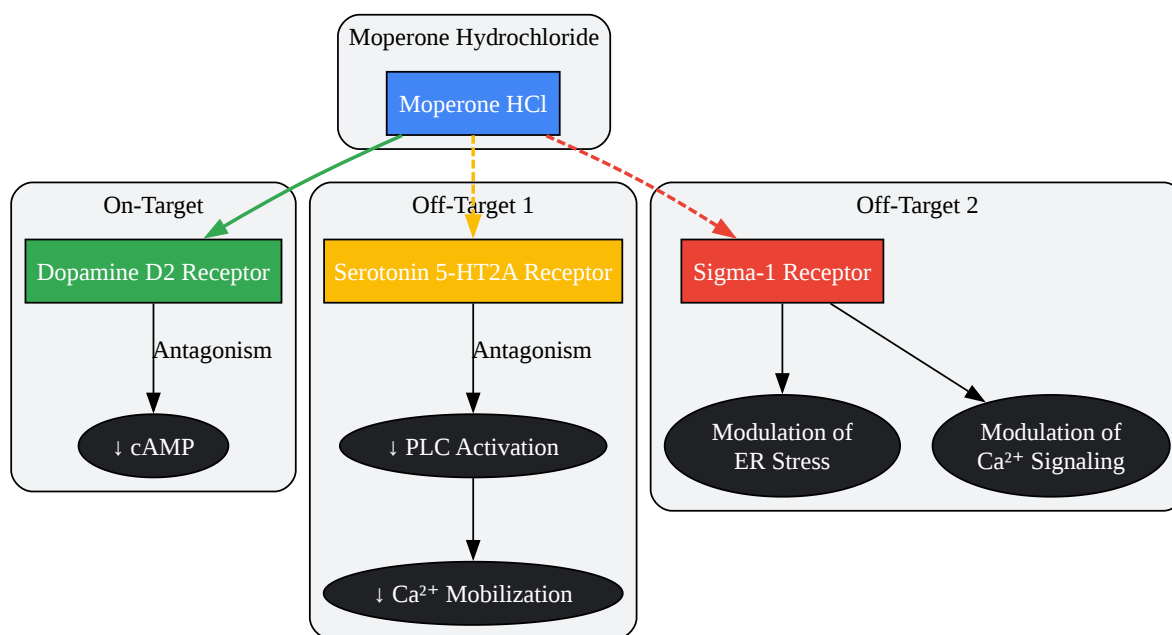 Moperone Hydrochloride
Moperone HCl
On-Target
Off-Target 1
Off-Target 2
Dopamine D2 Receptor
Serotonin 5-HT2A Receptor
Sigma-1 Receptor
Antagonism
Antagonism
↓ cAMP
↓ PLC Activation
Modulation of
ER Stress
Modulation of
Ca²⁺ Signaling
↓ Ca²⁺ Mobilization